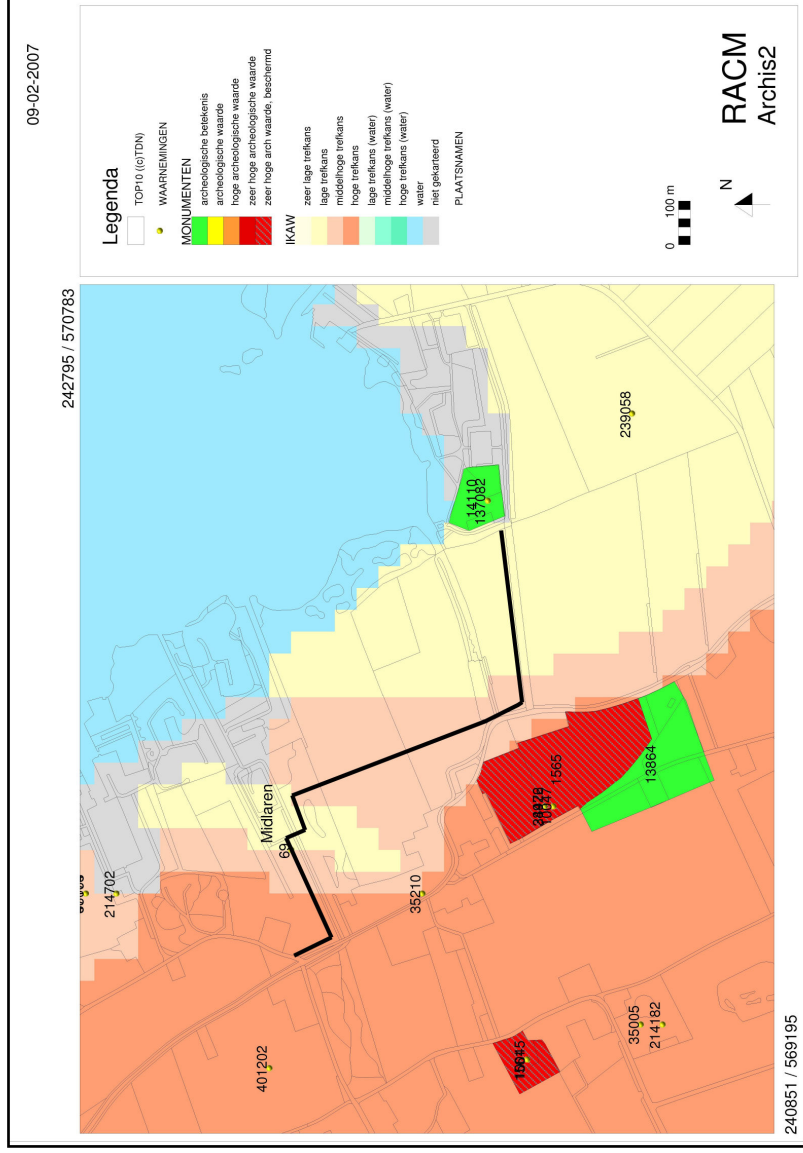 09-02-2007
242795 / 570783
Legenda
TOP10 ((c)TDN)
WAARNEMINGEN
MONUMENTEN
archeologische betekenis
archeologische waarde
hoge archeologische waarde
zeer hoge archeologische waarde
zeer hoge arch waarde, beschermd
IKAW
zeer lage trefkans
lage trefkans
middelhoge trefkans
hoge trefkans
lage trefkans (water)
middelhoge trefkans (water)
hoge trefkans (water)
water
niet gekarteerd
PLAATSNAMEN
0 100 m
N
RACM
Archis2
214702
401202
Midlaren
69
35210
14110
137082
239058
1565
13864
35005
214182
240851 / 569195